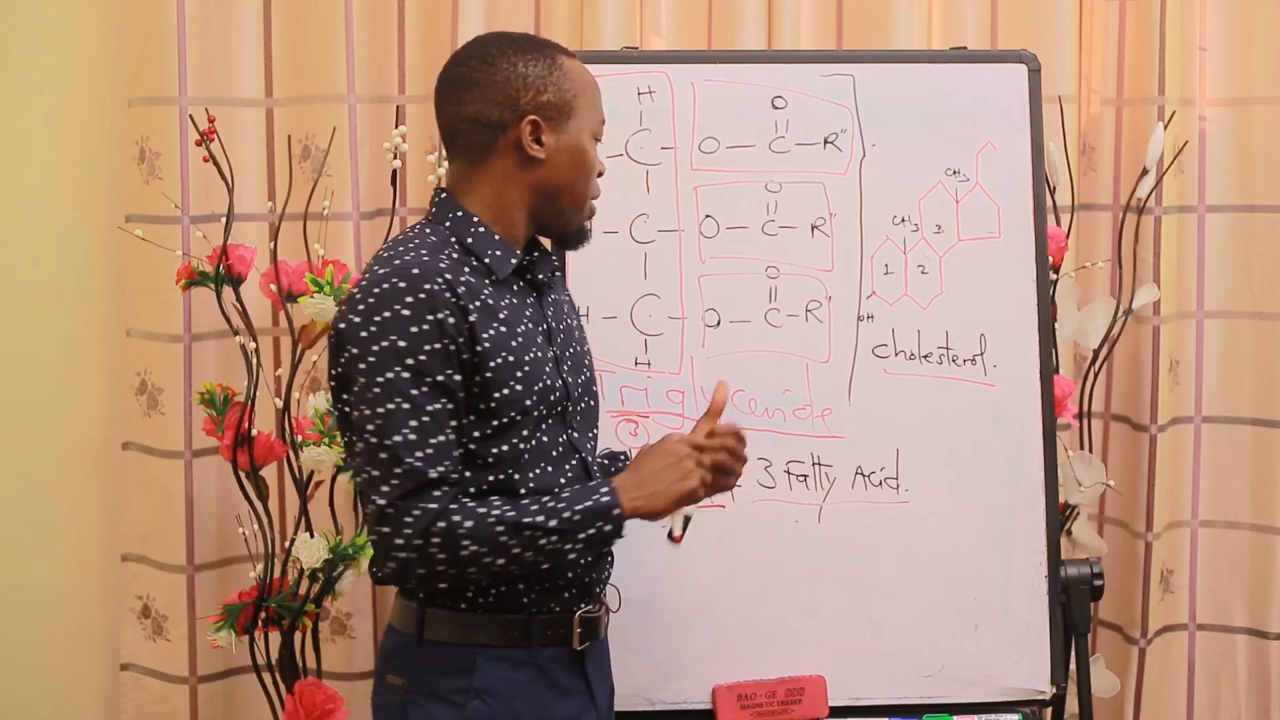 H
O
– C – O – C – R"
O
– C – O – C – R"
O
H – C – O – C – R"
H
Triglyceride
3
+ 3 Fatty Acid.
CH3
CH3
1 2 3
OH
cholesterol.
BAO·GE
MAGNETIC ERASER